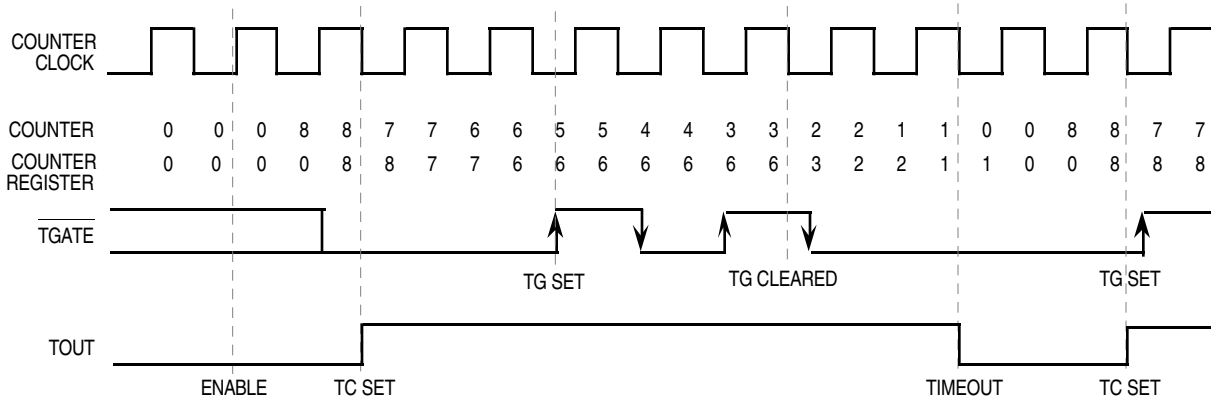 COUNTER
CLOCK
COUNTER 0 0 0 8 8 7 7 6 6 5 5 4 4 3 3 2 2 1 1 0 0 8 8 7 7
COUNTER
REGISTER 0 0 0 0 8 8 7 7 6 6 6 6 6 6 6 3 2 2 1 1 0 0 8 8 8
TGATE
TG SET TG CLEARED TG SET
TOUT
ENABLE TC SET TIMEOUT TC SET